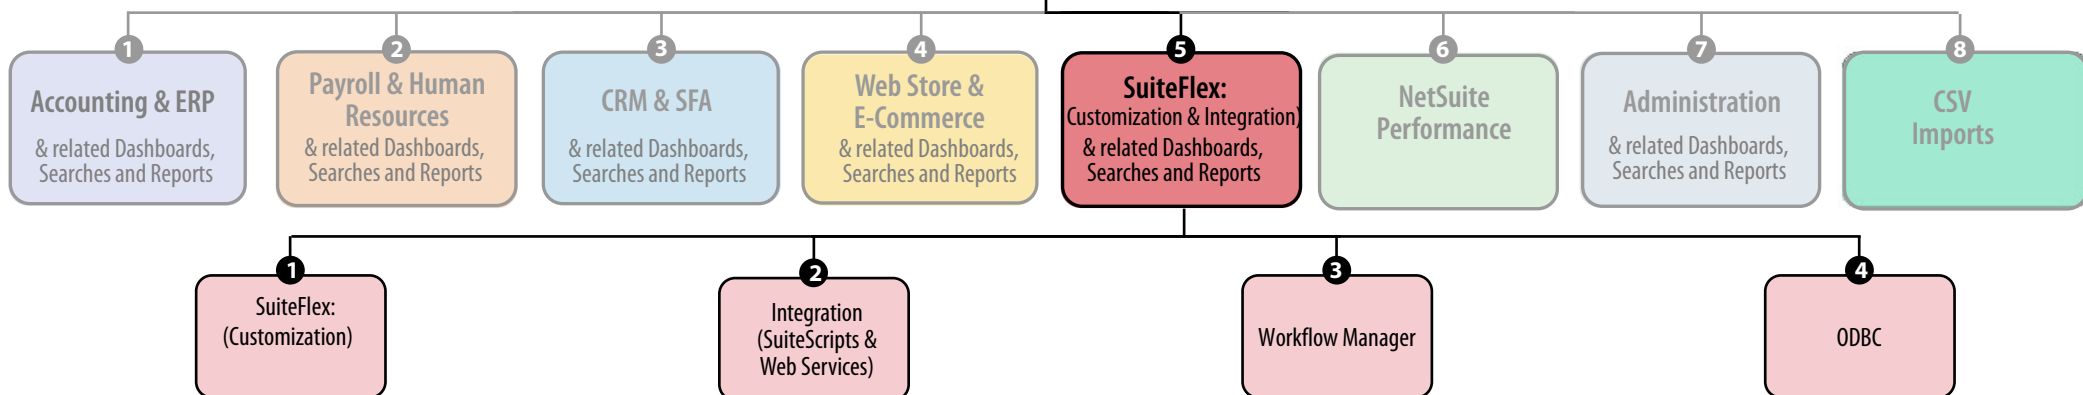 1
Accounting & ERP
& related Dashboards,
Searches and Reports
2
Payroll & Human
Resources
& related Dashboards,
Searches and Reports
3
CRM & SFA
& related Dashboards,
Searches and Reports
4
Web Store &
E-Commerce
& related Dashboards,
Searches and Reports
5
SuiteFlex:
Customization & Integration)
& related Dashboards,
Searches and Reports
6
NetSuite
Performance
7
Administration
& related Dashboards,
Searches and Reports
8
CSV
Imports
1
SuiteFlex:
(Customization)
2
Integration
(SuiteScripts &
Web Services)
3
Workflow Manager
4
ODBC